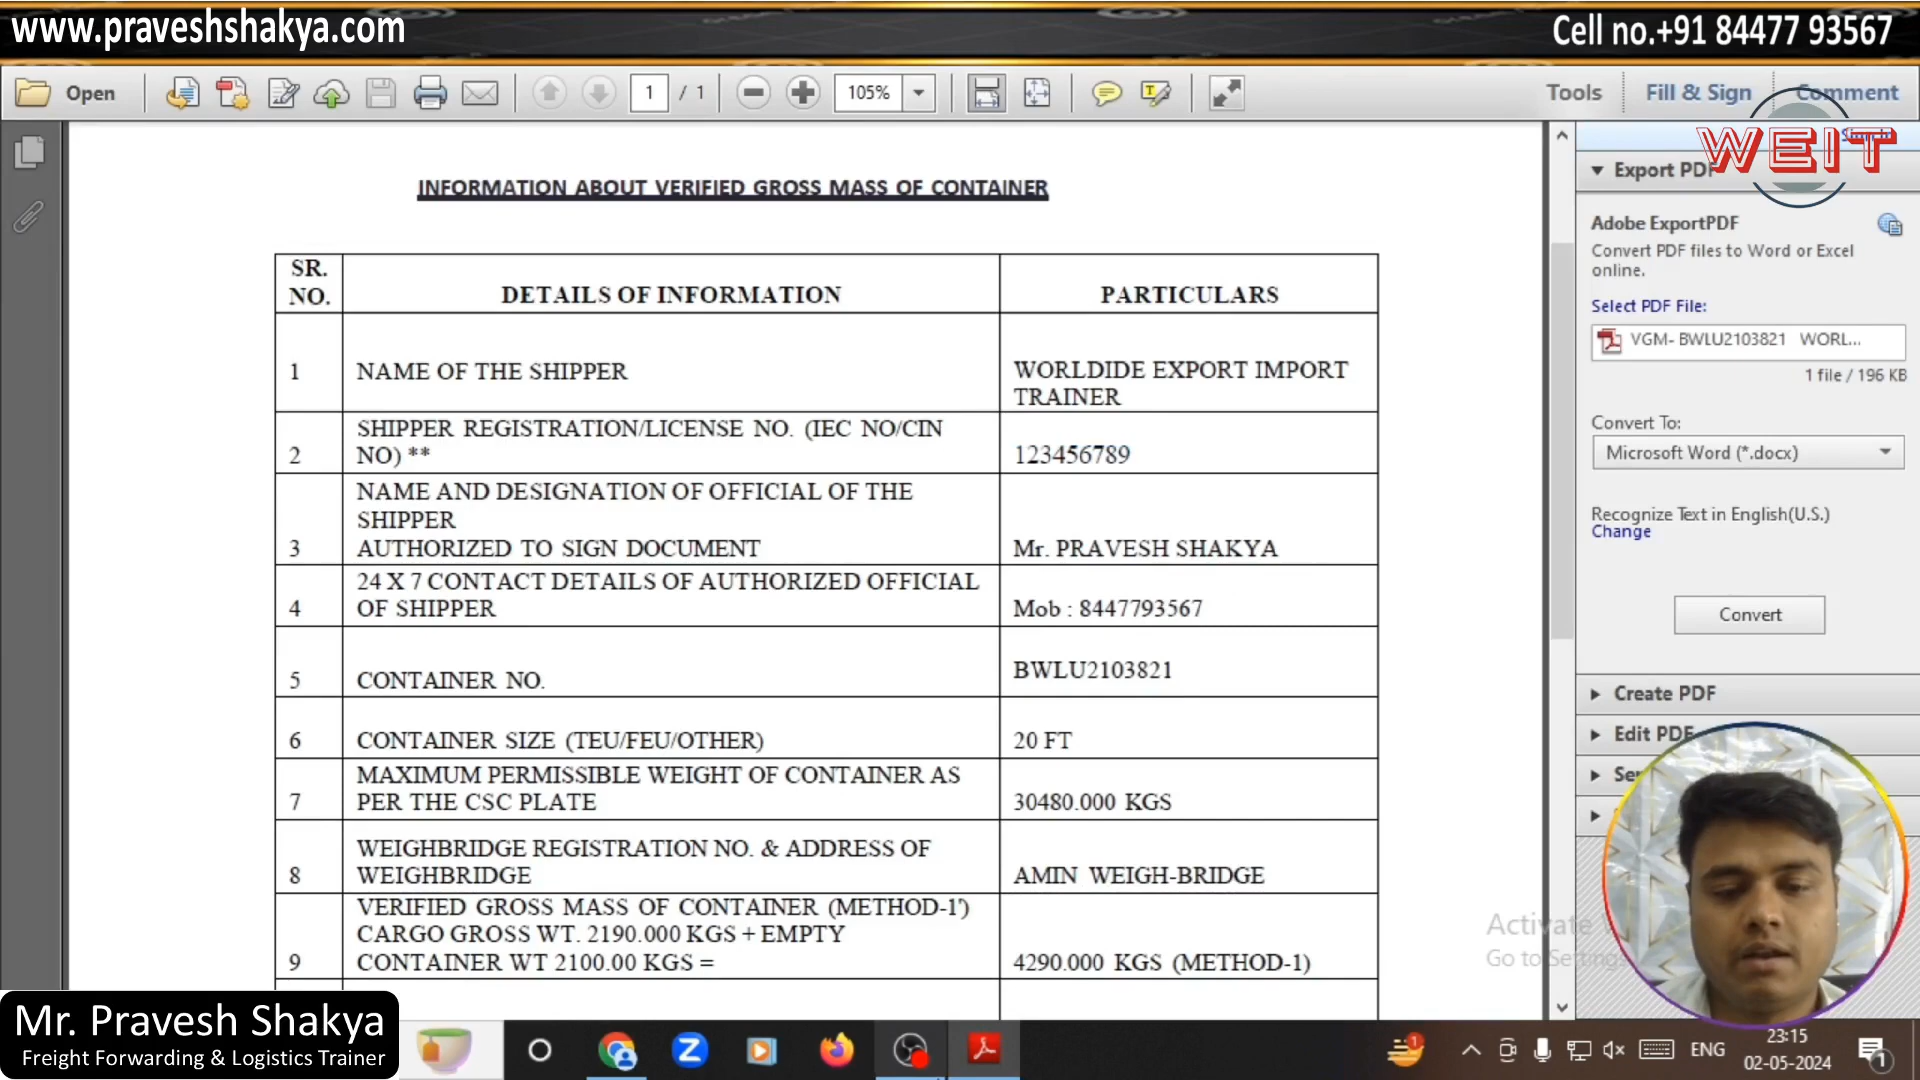 www.praveshshakya.com
Cell no.+91 84477 93567
Open
1 / 1
105%
Tools
Fill & Sign
Comment
WEIT
INFORMATION ABOUT VERIFIED GROSS MASS OF CONTAINER
SR.
NO.
DETAILS OF INFORMATION
PARTICULARS
1
NAME OF THE SHIPPER
WORLDIDE EXPORT IMPORT
TRAINER
2
SHIPPER REGISTRATION/LICENSE NO. (IEC NO/CIN
NO) **
123456789
3
NAME AND DESIGNATION OF OFFICIAL OF THE
SHIPPER
AUTHORIZED TO SIGN DOCUMENT
Mr. PRAVESH SHAKYA
4
24 X 7 CONTACT DETAILS OF AUTHORIZED OFFICIAL
OF SHIPPER
Mob : 8447793567
5
CONTAINER NO.
BWLU2103821
6
CONTAINER SIZE (TEU/FEU/OTHER)
20 FT
7
MAXIMUM PERMISSIBLE WEIGHT OF CONTAINER AS
PER THE CSC PLATE
30480.000 KGS
8
WEIGHBRIDGE REGISTRATION NO. & ADDRESS OF
WEIGHBRIDGE
AMIN WEIGH-BRIDGE
9
VERIFIED GROSS MASS OF CONTAINER (METHOD-1')
CARGO GROSS WT. 2190.000 KGS + EMPTY
CONTAINER WT 2100.00 KGS =
4290.000 KGS (METHOD-1)
Export PDF
Adobe ExportPDF
Convert PDF files to Word or Excel
online.
Select PDF File:
VGM- BWLU2103821 WORL...
1 file / 196 KB
Convert To:
Microsoft Word (*.docx)
Recognize Text in English(U.S.)
Change
Convert
Create PDF
Edit PDF
Activate
Go to Settings
Mr. Pravesh Shakya
Freight Forwarding & Logistics Trainer
1
ENG
23:15
02-05-2024
1